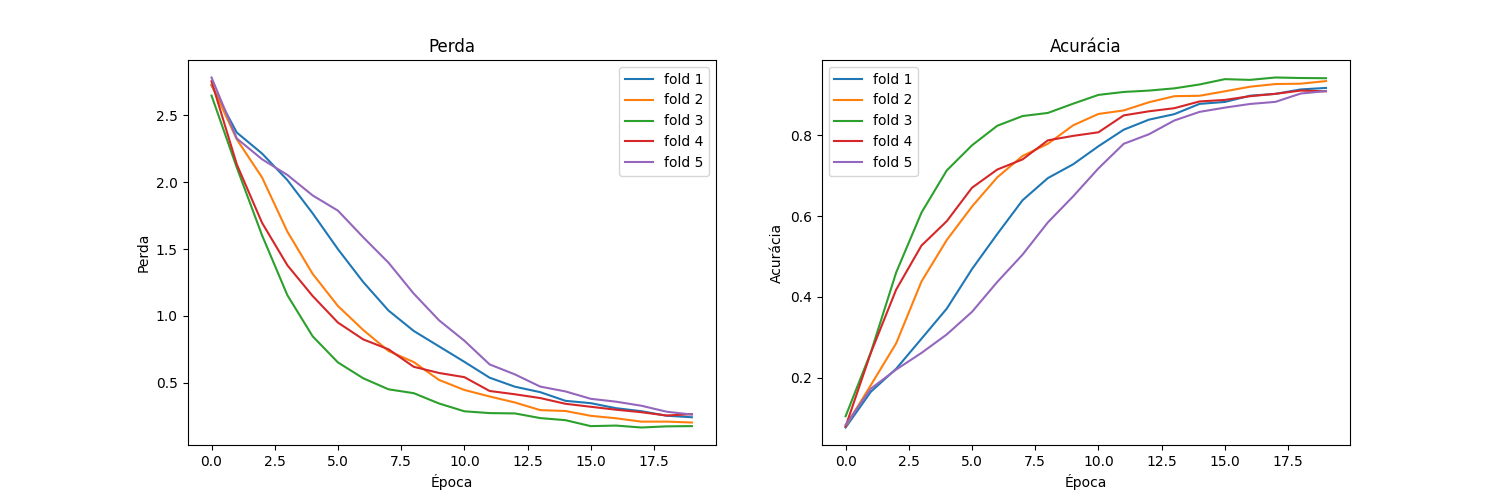 Perda
fold 1
fold 2
fold 3
fold 4
fold 5
2.5
2.0
1.5
1.0
0.5
Perda
0.0 2.5 5.0 7.5 10.0 12.5 15.0 17.5
Época
Acurácia
fold 1
fold 2
fold 3
fold 4
fold 5
0.8
0.6
0.4
0.2
Acurácia
0.0 2.5 5.0 7.5 10.0 12.5 15.0 17.5
Época